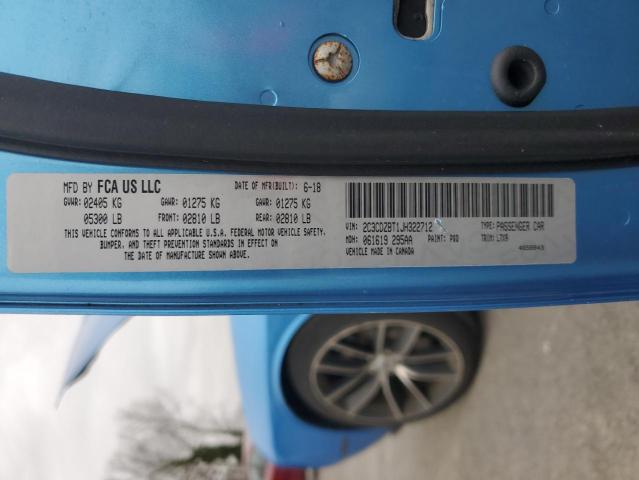 MFD BY FCA US LLC DATE OF MFR(BUILT): 6-18
GVWR: 02405 KG GAWR: 01275 KG GAWR: 01275 KG
05300 LB FRONT: 02810 LB REAR: 02810 LB
THIS VEHICLE CONFORMS TO ALL APPLICABLE U.S.A. FEDERAL MOTOR VEHICLE SAFETY,
BUMPER, AND THEFT PREVENTION STANDARDS IN EFFECT ON
THE DATE OF MANUFACTURE SHOWN ABOVE.
VIN: 2C3CDZBT1JH322712 TYPE: PASSENGER CAR
MDH: 061619 295AA PAINT: TRIM: LTX9
VEHICLE MADE IN CANADA